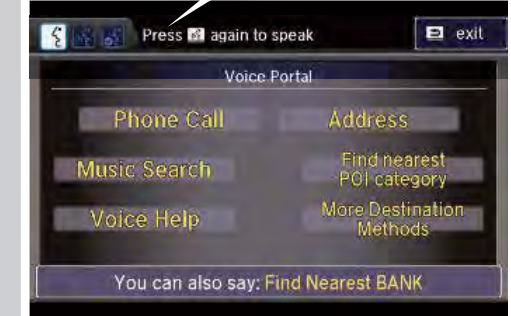 Press again to speak
exit
Voice Portal
Phone Call
Address
Music Search
Find nearest
POI category
Voice Help
More Destination
Methods
You can also say: Find Nearest BANK